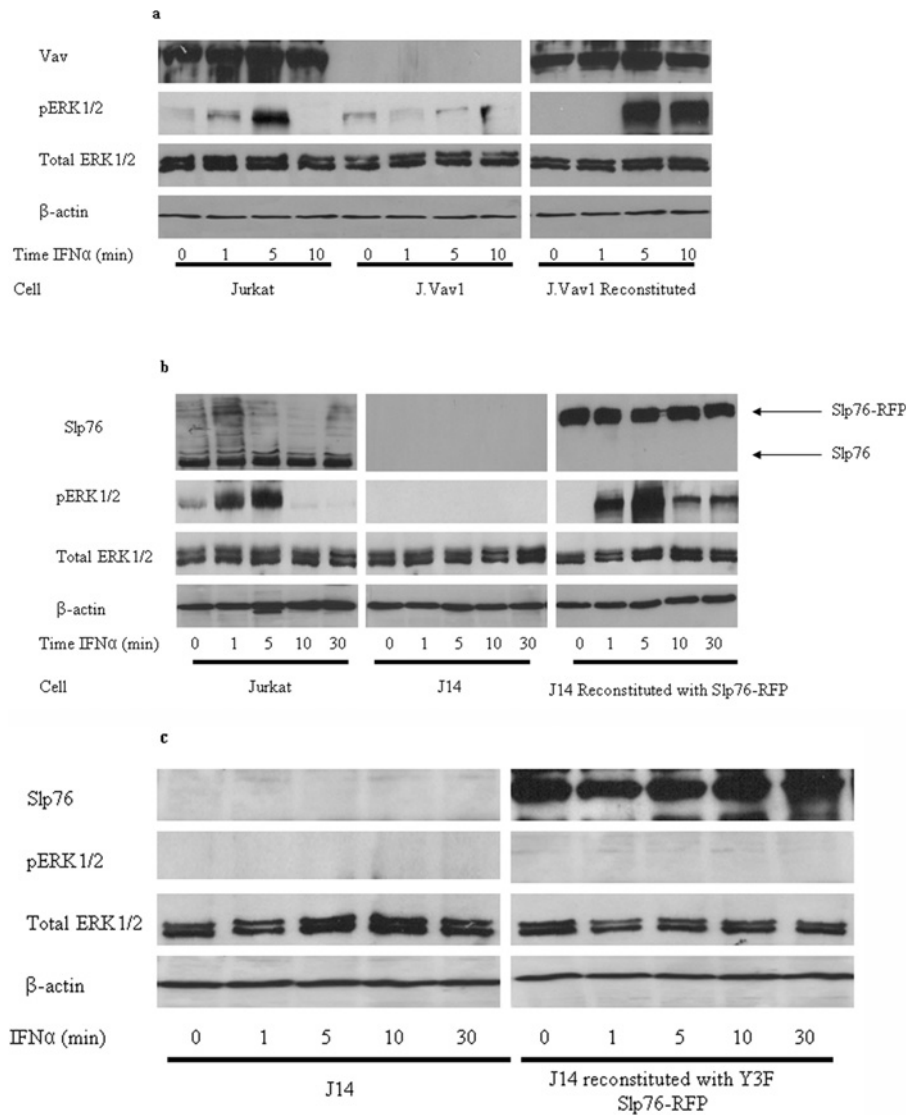 a
Vav
pERK1/2
Total ERK1/2
β-actin
Time IFNα (min) 0 1 5 10 0 1 5 10 0 1 5 10
Cell Jurkat J.Vav1 J.Vav1 Reconstituted
b
Slp76
Slp76-RFP
Slp76
pERK1/2
Total ERK1/2
β-actin
Time IFNα (min) 0 1 5 10 30 0 1 5 10 30 0 1 5 10 30
Cell Jurkat J14 J14 Reconstituted with Slp76-RFP
c
Slp76
pERK1/2
Total ERK1/2
β-actin
IFNα (min) 0 1 5 10 30 0 1 5 10 30
J14 J14 reconstituted with Y3F
Slp76-RFP